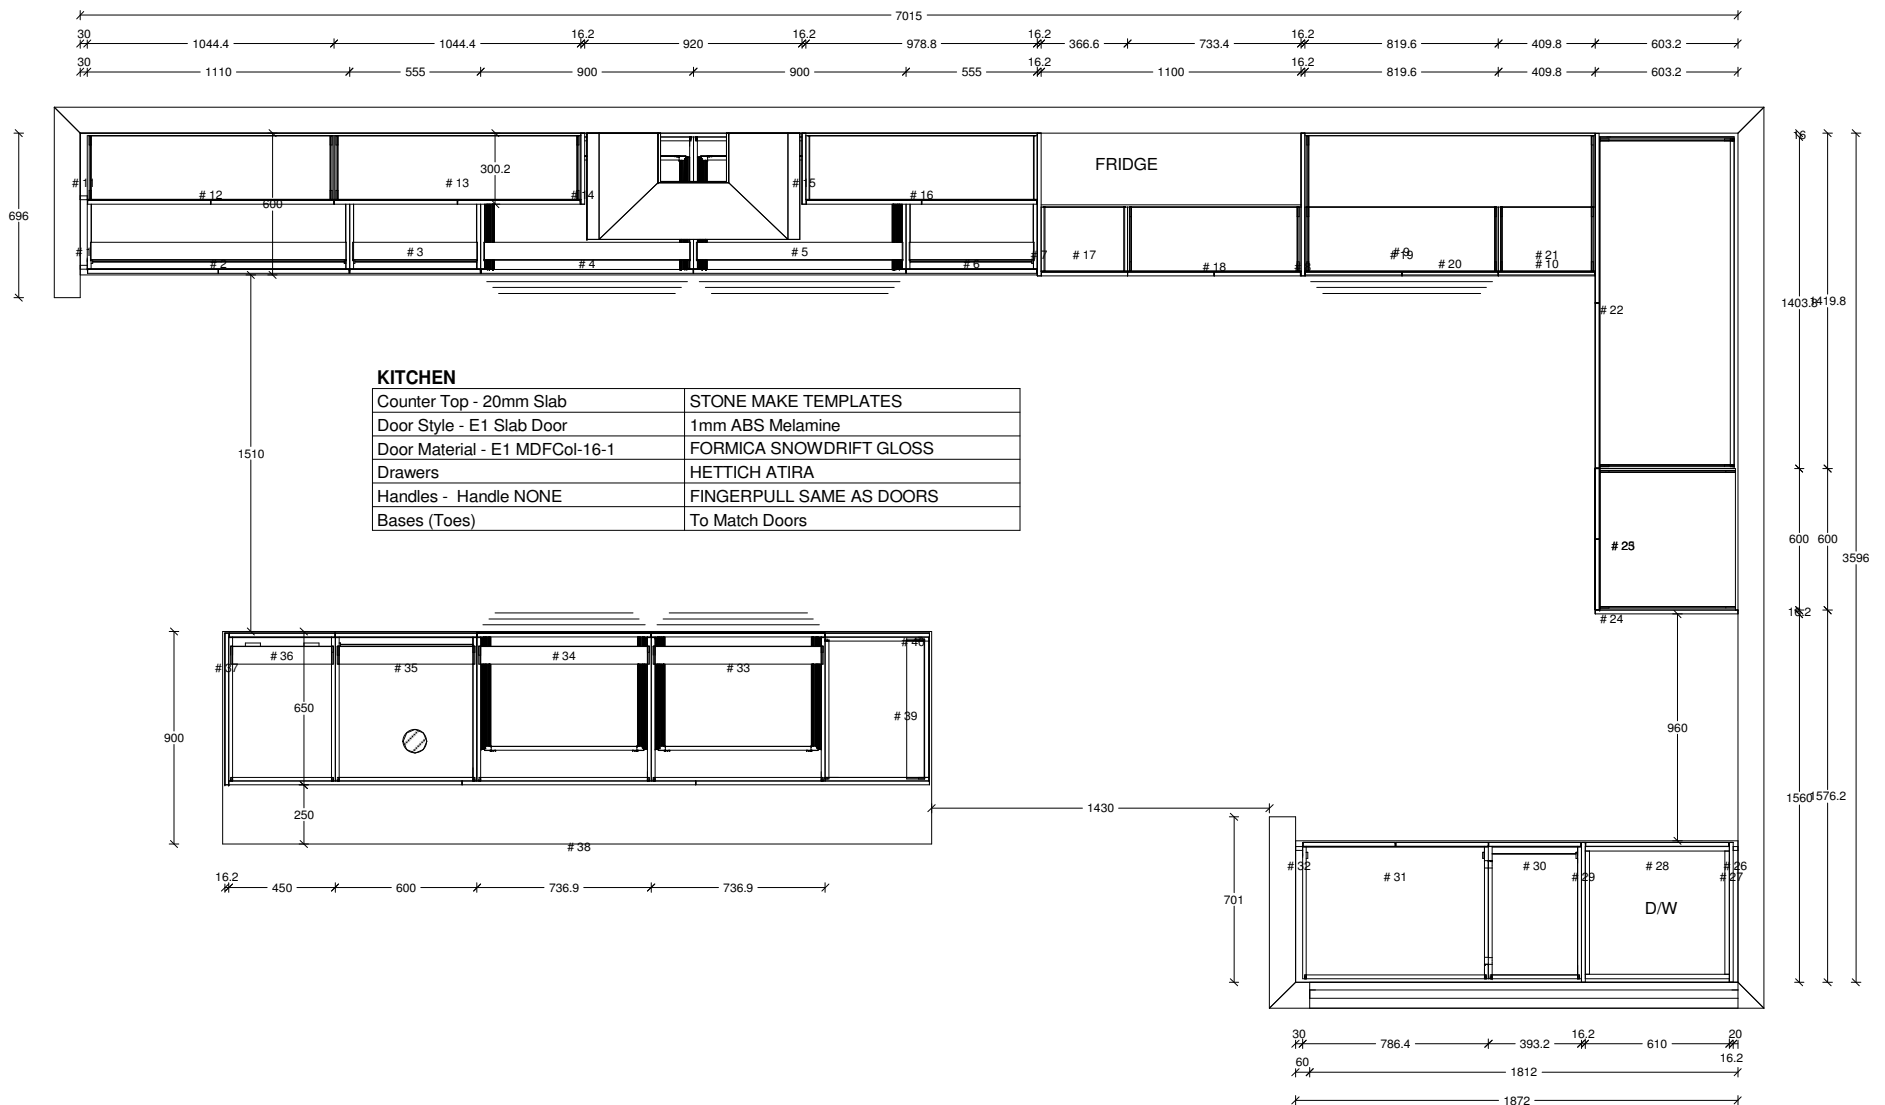 7015
30 1044.4 1044.4 16.2 920 16.2 978.8 16.2 366.6 733.4 16.2 819.6 409.8 603.2
30 1110 555 900 900 555 16.2 1100 16.2 819.6 409.8 603.2
16
FRIDGE
300.2
# 11 # 12 # 13 # 14 # 15 # 16
696 600
# 1 # 2 # 3 # 4 # 5 # 6 # 7 # 17 # 18 # 8 # 9 # 19 # 20 # 21 # 10
1403.8 1419.8
# 22
KITCHEN
Counter Top - 20mm Slab STONE MAKE TEMPLATES
Door Style - E1 Slab Door 1mm ABS Melamine
Door Material - E1 MDFCol-16-1 FORMICA SNOWDRIFT GLOSS
Drawers HETTICH ATIRA
Handles - Handle NONE FINGERPULL SAME AS DOORS
Bases (Toes) To Match Doors
1510
# 23
600 600
3596
16.2
# 24
# 36 # 34 # 40
# 37 # 35 # 33
650 # 39
900 960
250 1430 1560 1576.2
# 38
# 32 # 31 # 30 # 29 # 28 # 26
# 27
16.2 450 600 736.9 736.9
701
D/W
30 786.4 393.2 16.2 610 20
16.2
60 1812
1872